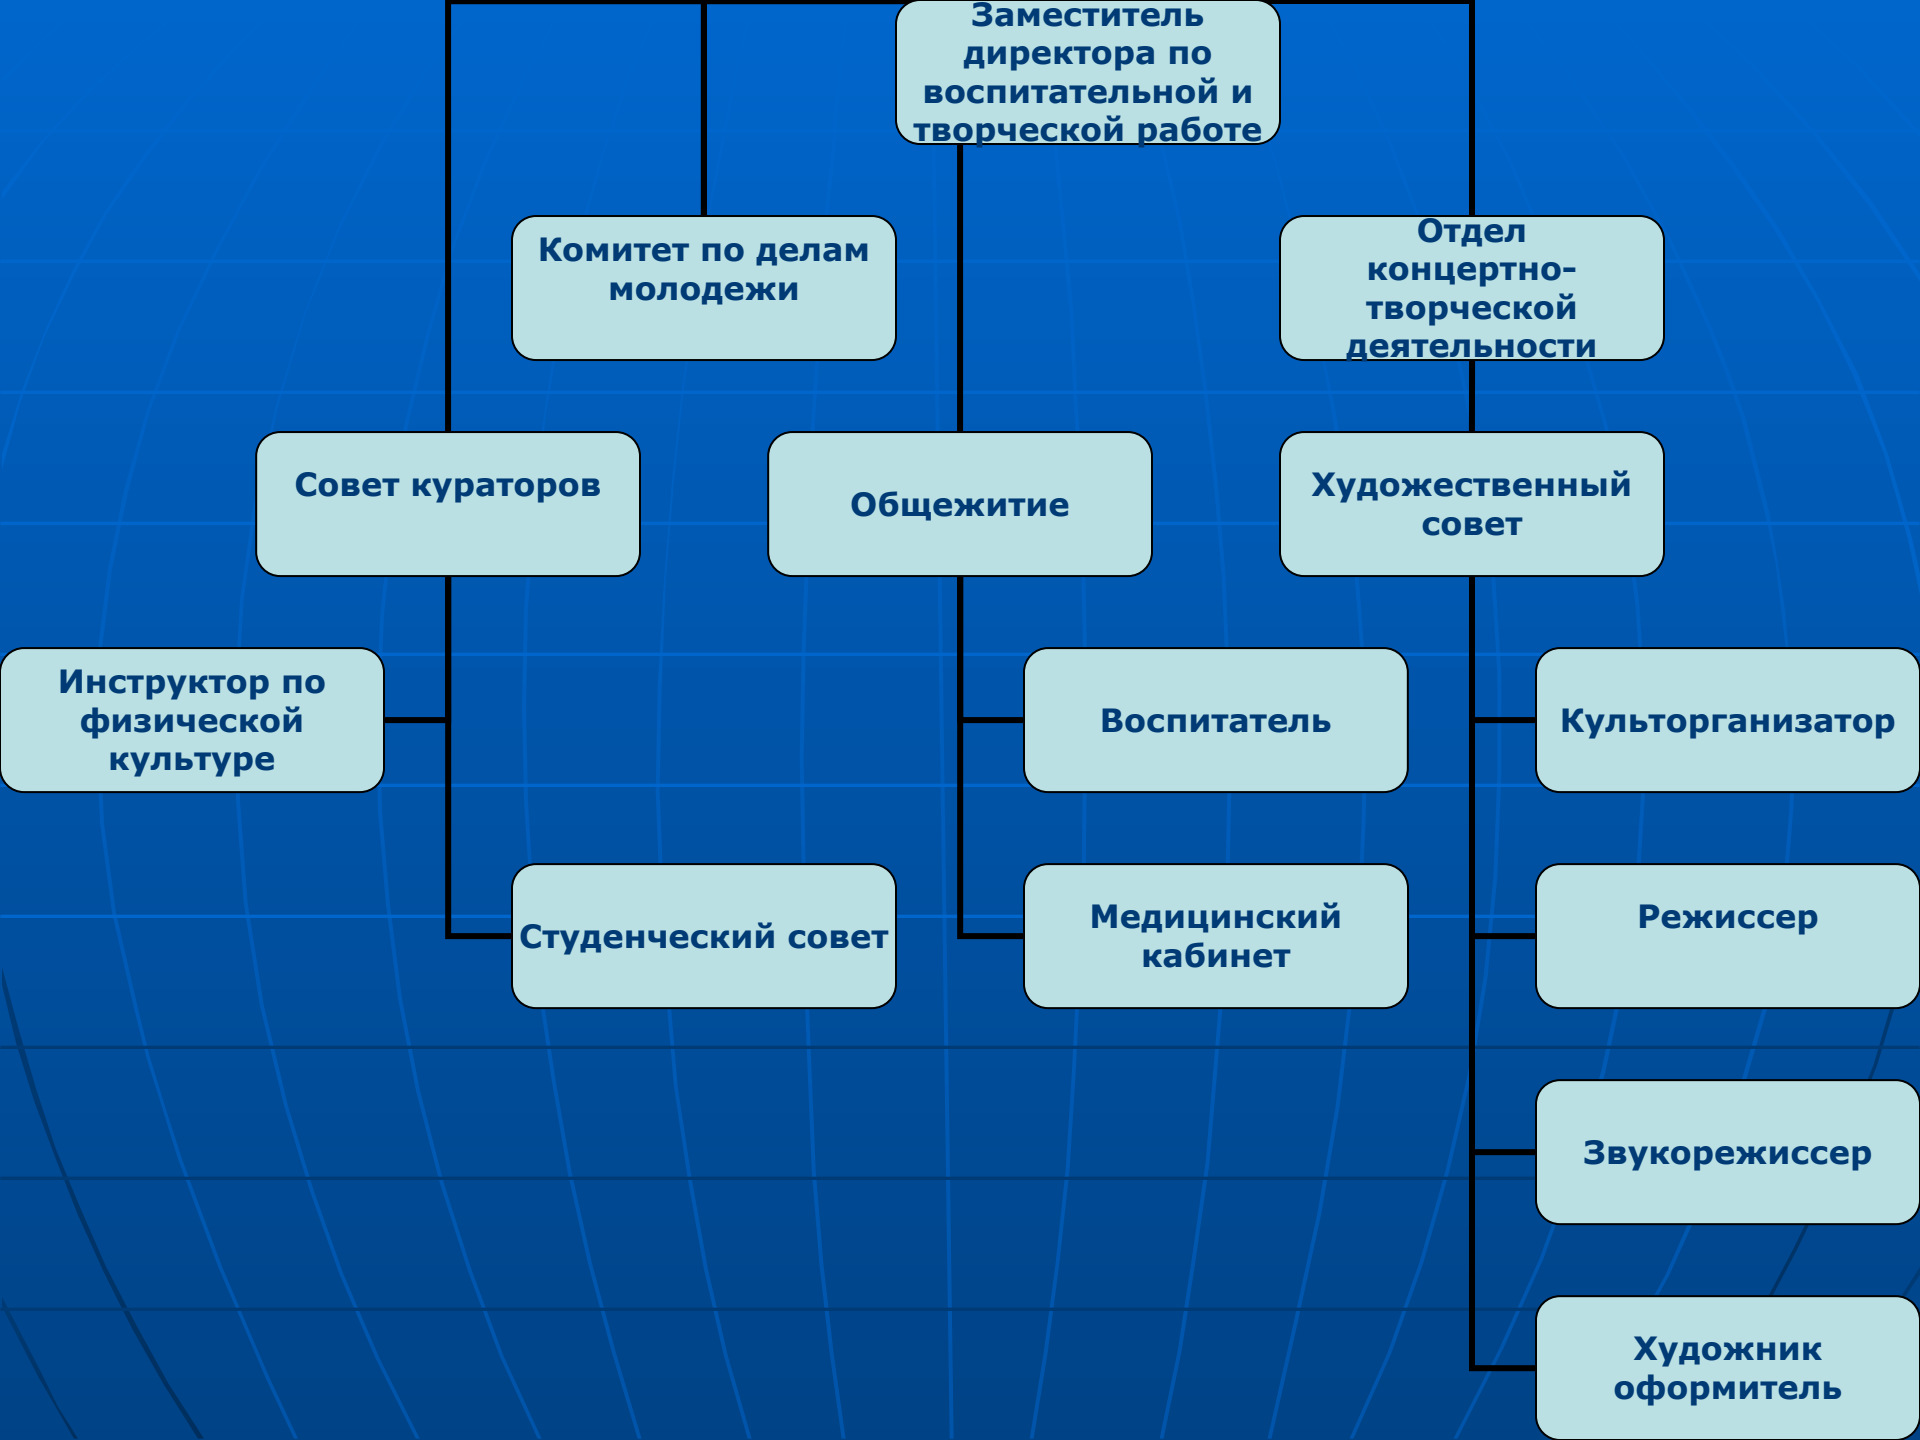 Заместитель
директора по
воспитательной и
творческой работе
Комитет по делам
молодежи
Отдел
концертно-
творческой
деятельности
Совет кураторов
Общежитие
Художественный
совет
Инструктор по
физической
культуре
Воспитатель
Культорганизатор
Студенческий совет
Медицинский
кабинет
Режиссер
Звукорежиссер
Художник
оформитель